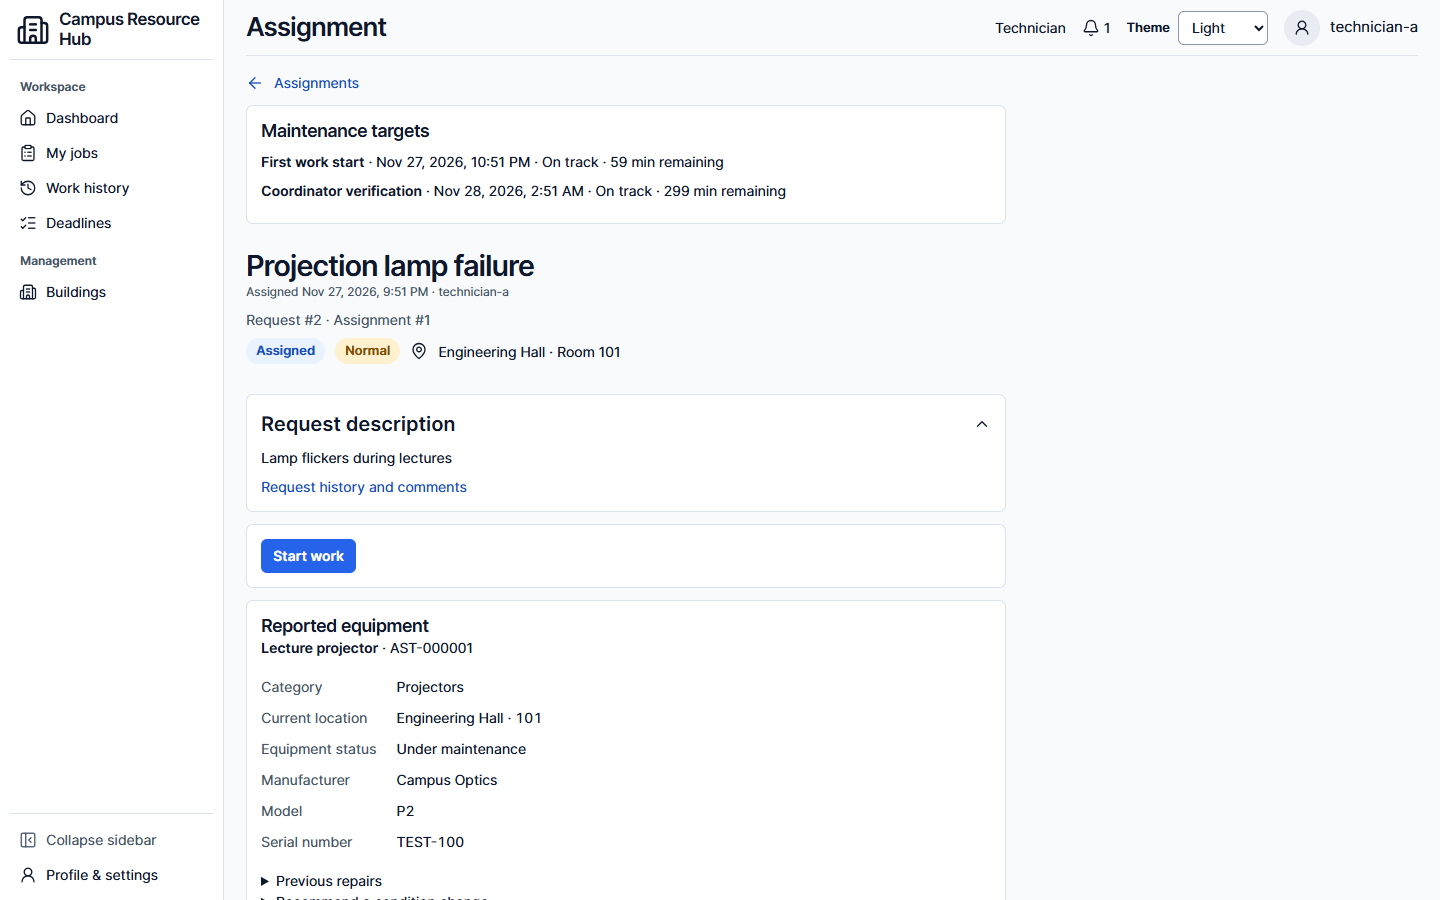 Campus Resource
Hub
Workspace
Dashboard
My jobs
Work history
Deadlines
Management
Buildings
Collapse sidebar
Profile & settings
Assignment
Technician
1
Theme
Light
technician-a
Assignments
Maintenance targets
First work start · Nov 27, 2026, 10:51 PM · On track · 59 min remaining
Coordinator verification · Nov 28, 2026, 2:51 AM · On track · 299 min remaining
Projection lamp failure
Assigned Nov 27, 2026, 9:51 PM · technician-a
Request #2 · Assignment #1
Assigned
Normal
Engineering Hall · Room 101
Request description
Lamp flickers during lectures
Request history and comments
Start work
Reported equipment
Lecture projector · AST-000001
Category Projectors
Current location Engineering Hall · 101
Equipment status Under maintenance
Manufacturer Campus Optics
Model P2
Serial number TEST-100
Previous repairs
Recommend a condition change